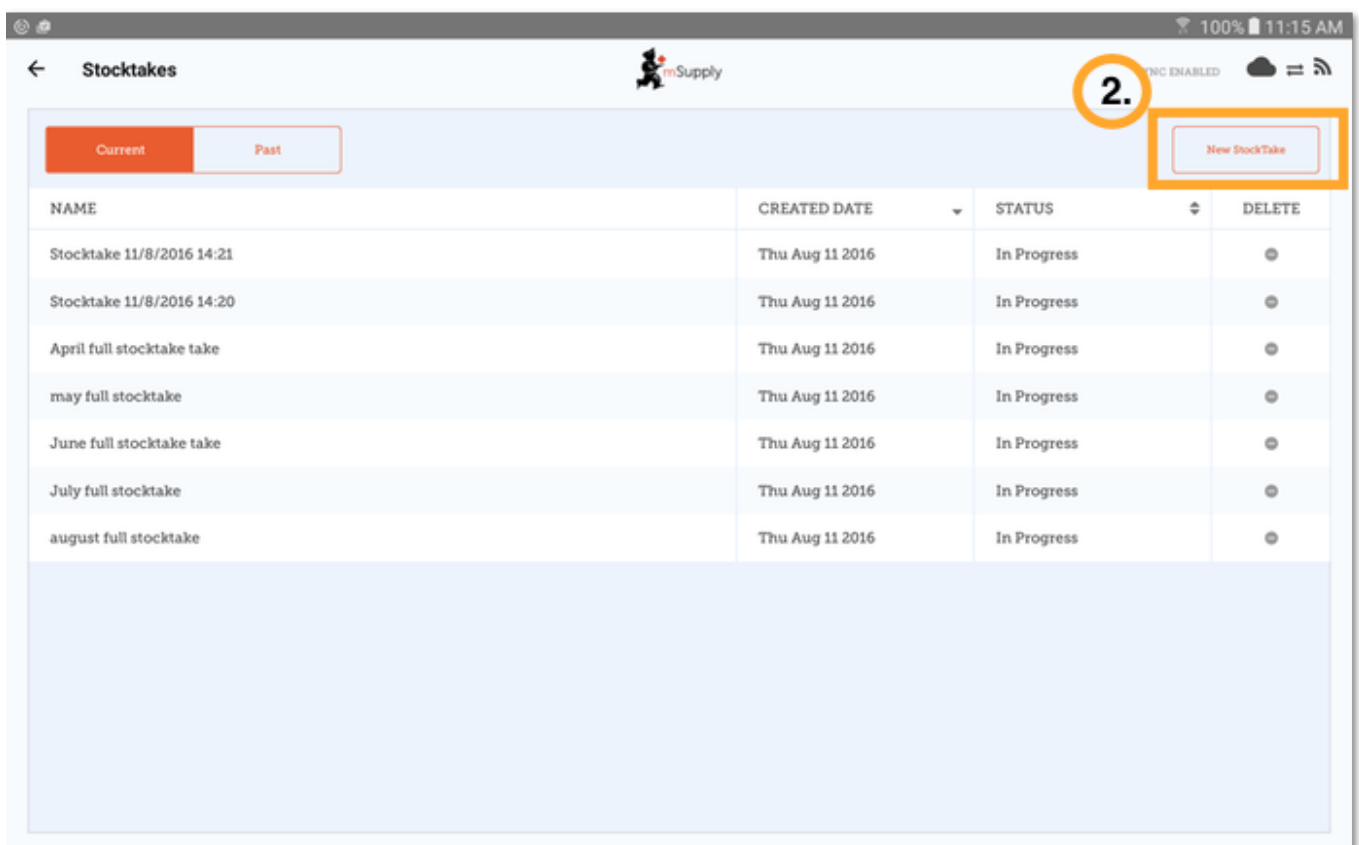 100% 11:15 AM
Stocktakes
mSupply
YNC ENABLED
2.
Current
Past
New StockTake
NAME CREATED DATE STATUS DELETE
Stocktake 11/8/2016 14:21 Thu Aug 11 2016 In Progress
Stocktake 11/8/2016 14:20 Thu Aug 11 2016 In Progress
April full stocktake take Thu Aug 11 2016 In Progress
may full stocktake Thu Aug 11 2016 In Progress
June full stocktake take Thu Aug 11 2016 In Progress
July full stocktake Thu Aug 11 2016 In Progress
august full stocktake Thu Aug 11 2016 In Progress